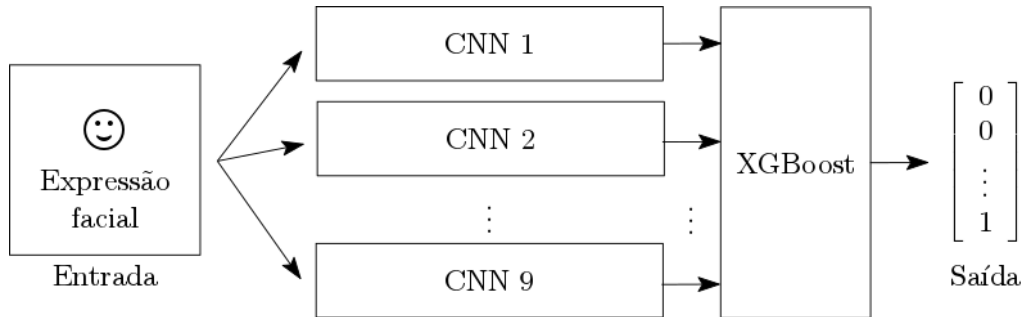 Expressão
facial
Entrada
CNN 1
CNN 2
⋮
CNN 9
⋮
XGBoost
0
0
⋮
1
Saída